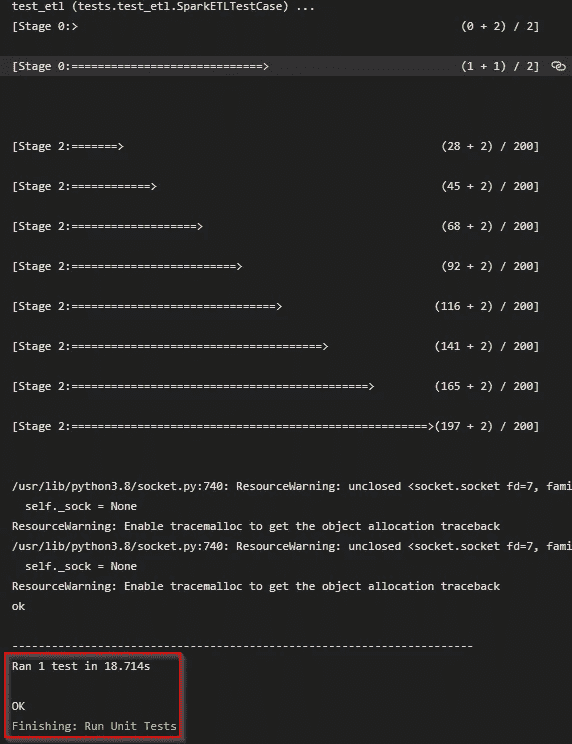 test_etl (tests.test_etl.SparkETLTestCase) ...
[Stage 0:> (0 + 2) / 2]
[Stage 0:=============================> (1 + 1) / 2]
[Stage 2:=======> (28 + 2) / 200]
[Stage 2:============> (45 + 2) / 200]
[Stage 2:===================> (68 + 2) / 200]
[Stage 2:=========================> (92 + 2) / 200]
[Stage 2:===============================> (116 + 2) / 200]
[Stage 2:======================================> (141 + 2) / 200]
[Stage 2:=============================================> (165 + 2) / 200]
[Stage 2:======================================================>(197 + 2) / 200]
/usr/lib/python3.8/socket.py:740: ResourceWarning: unclosed <socket.socket fd=7, fami
self._sock = None
ResourceWarning: Enable tracemalloc to get the object allocation traceback
/usr/lib/python3.8/socket.py:740: ResourceWarning: unclosed <socket.socket fd=7, fami
self._sock = None
ResourceWarning: Enable tracemalloc to get the object allocation traceback
ok
----------------------------------------------------------------------
Ran 1 test in 18.714s
OK
Finishing: Run Unit Tests